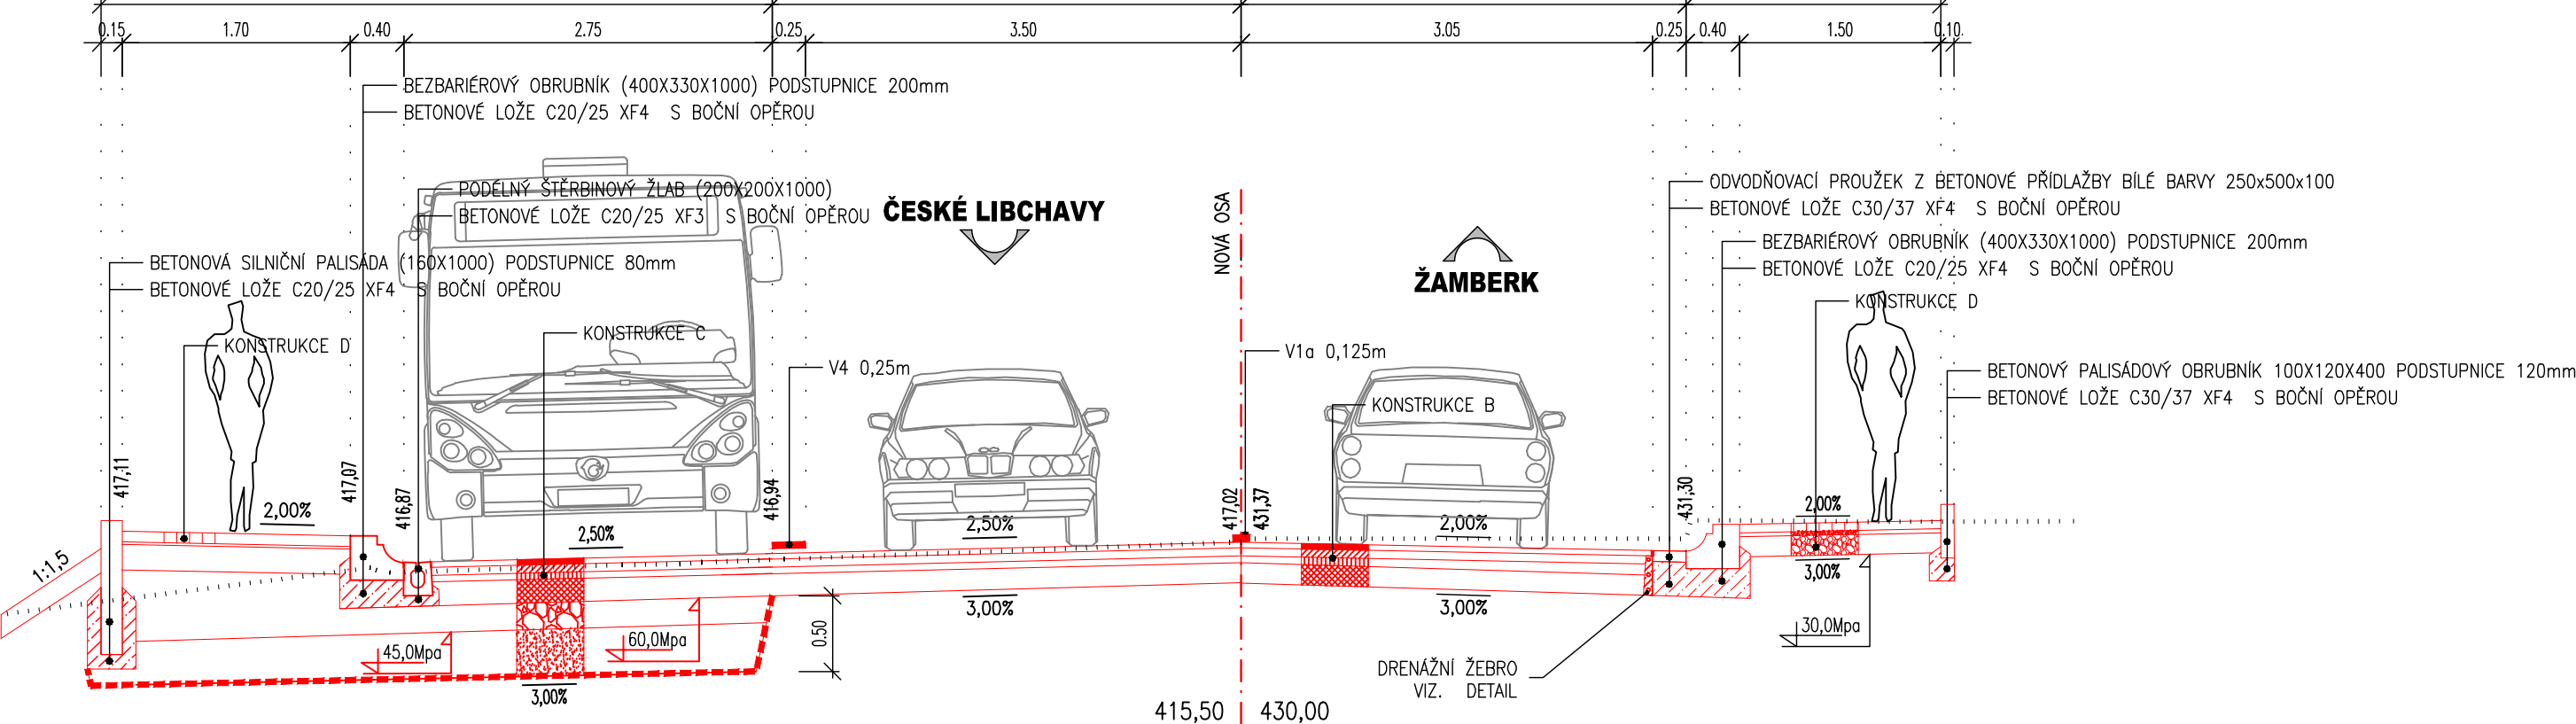 0.15 1.70 0.40 2.75 0.25 3.50 3.05 0.25 0.40 1.50 0.10
BEZBARIÉROVÝ OBRUBNÍK (400X330X1000) PODSTUPNICE 200mm
BETONOVÉ LOŽE C20/25 XF4 S BOČNÍ OPĚROU
PODÉLNÝ ŠTĚRBINOVÝ ŽLAB (200X200X1000)
BETONOVÉ LOŽE C20/25 XF3 S BOČNÍ OPĚROU
BETONOVÁ SILNIČNÍ PALISÁDA (160X1000) PODSTUPNICE 80mm
BETONOVÉ LOŽE C20/25 XF4 S BOČNÍ OPĚROU
KONSTRUKCE D
KONSTRUKCE C
V4 0,25m
ČESKÉ LIBCHAVY
NOVÁ OSA
ŽAMBERK
V1a 0,125m
KONSTRUKCE B
ODVODŇOVACÍ PROUŽEK Z BETONOVÉ PŘÍDLAŽBY BÍLÉ BARVY 250x500x100
BETONOVÉ LOŽE C30/37 XF4 S BOČNÍ OPĚROU
BEZBARIÉROVÝ OBRUBNÍK (400X330X1000) PODSTUPNICE 200mm
BETONOVÉ LOŽE C20/25 XF4 S BOČNÍ OPĚROU
KONSTRUKCE D
BETONOVÝ PALISÁDOVÝ OBRUBNÍK 100X120X400 PODSTUPNICE 120mm
BETONOVÉ LOŽE C30/37 XF4 S BOČNÍ OPĚROU
417,11
417,07
416,87
416,94
417,02
431,37
431,30
2,00%
2,50%
2,50%
2,00%
2,00%
1:1,5
3,00%
3,00%
3,00%
45,0Mpa
60,0Mpa
0.50
30,0Mpa
3,00%
DRENÁŽNÍ ŽEBRO
VIZ. DETAIL
415,50 430,00